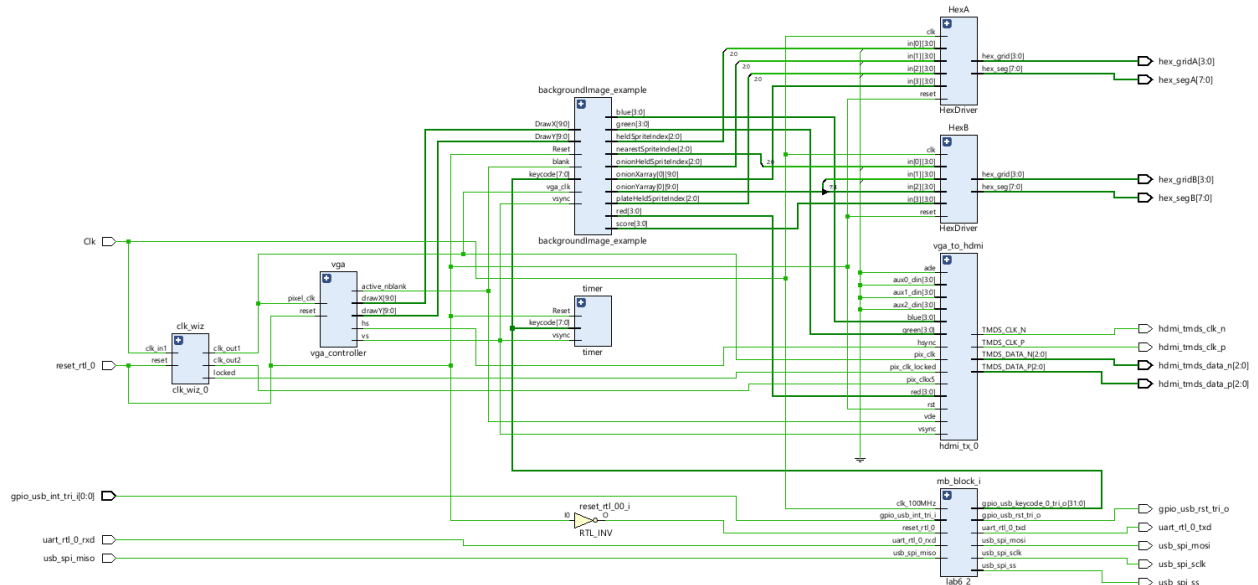 HexA
clk
in[0][3:0]
in[1][3:0]
in[2][3:0]
in[3][3:0]
reset
hex_grid[3:0]
hex_seg[7:0]
HexDriver
hex_gridA[3:0]
hex_segA[7:0]
2:0
2:0
2:0
backgroundImage_example
DrawX[9:0]
DrawY[9:0]
Reset
blank
keycode[7:0]
vga_clk
vsync
blue[3:0]
green[3:0]
heldSpriteIndex[2:0]
nearestSpriteIndex[2:0]
onionHeldSpriteIndex[2:0]
onionXarray[0][9:0]
onionYarray[0][9:0]
plateHeldSpriteIndex[2:0]
red[3:0]
score[3:0]
backgroundImage_example
2:0
HexB
clk
in[0][3:0]
in[1][3:0]
in[2][3:0]
in[3][3:0]
reset
hex_grid[3:0]
hex_seg[7:0]
HexDriver
hex_gridB[3:0]
hex_segB[7:0]
Clk
reset_rtl_0
clk_wiz
clk_in1
reset
clk_out1
clk_out2
locked
clk_wiz_0
vga
pixel_clk
reset
active_nblank
drawX[9:0]
drawY[9:0]
hs
vs
vga_controller
timer
Reset
keycode[7:0]
vsync
timer
vga_to_hdmi
ade
aux0_din[3:0]
aux1_din[3:0]
aux2_din[3:0]
blue[3:0]
green[3:0]
hsync
pix_clk
pix_clk_locked
pix_clkx5
red[3:0]
rst
vde
vsync
TMDS_CLK_N
TMDS_CLK_P
TMDS_DATA_N[2:0]
TMDS_DATA_P[2:0]
hdmi_tx_0
hdmi_tmds_clk_n
hdmi_tmds_clk_p
hdmi_tmds_data_n[2:0]
hdmi_tmds_data_p[2:0]
gpio_usb_int_tri_i[0:0]
uart_rtl_0_rxd
usb_spi_miso
reset_rtl_00_i
I0
O
RTL_INV
mb_block_i
clk_100MHz
gpio_usb_int_tri_i
reset_rtl_0
uart_rtl_0_rxd
usb_spi_miso
gpio_usb_keycode_0_tri_o[31:0]
gpio_usb_rst_tri_o
uart_rtl_0_txd
usb_spi_mosi
usb_spi_sclk
usb_spi_ss
lab6_2
gpio_usb_rst_tri_o
uart_rtl_0_txd
usb_spi_mosi
usb_spi_sclk
usb_spi_ss